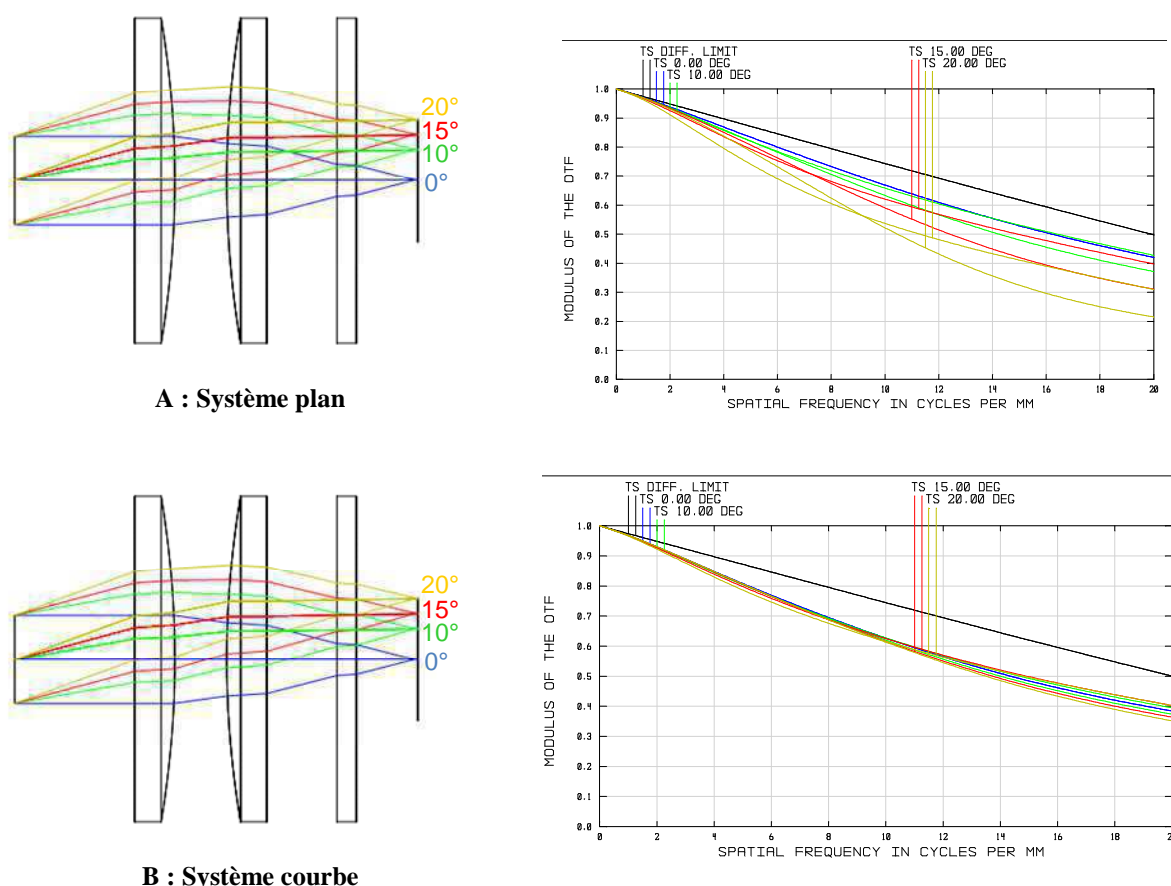 TS DIFF. LIMIT
TS 0.00 DEG
TS 10.00 DEG
TS 15.00 DEG
TS 20.00 DEG
20°
15°
10°
0°
1.0
0.9
0.8
0.7
0.6
0.5
0.4
0.3
0.2
0.1
0.0
MODULUS OF THE OTF
0 2 4 6 8 10 12 14 16 18 20
SPATIAL FREQUENCY IN CYCLES PER MM
A : Système plan
TS DIFF. LIMIT
TS 0.00 DEG
TS 10.00 DEG
TS 15.00 DEG
TS 20.00 DEG
20°
15°
10°
0°
1.0
0.9
0.8
0.7
0.6
0.5
0.4
0.3
0.2
0.1
0.0
MODULUS OF THE OTF
0 2 4 6 8 10 12 14 16 18
SPATIAL FREQUENCY IN CYCLES PER MM
B : Système courbe